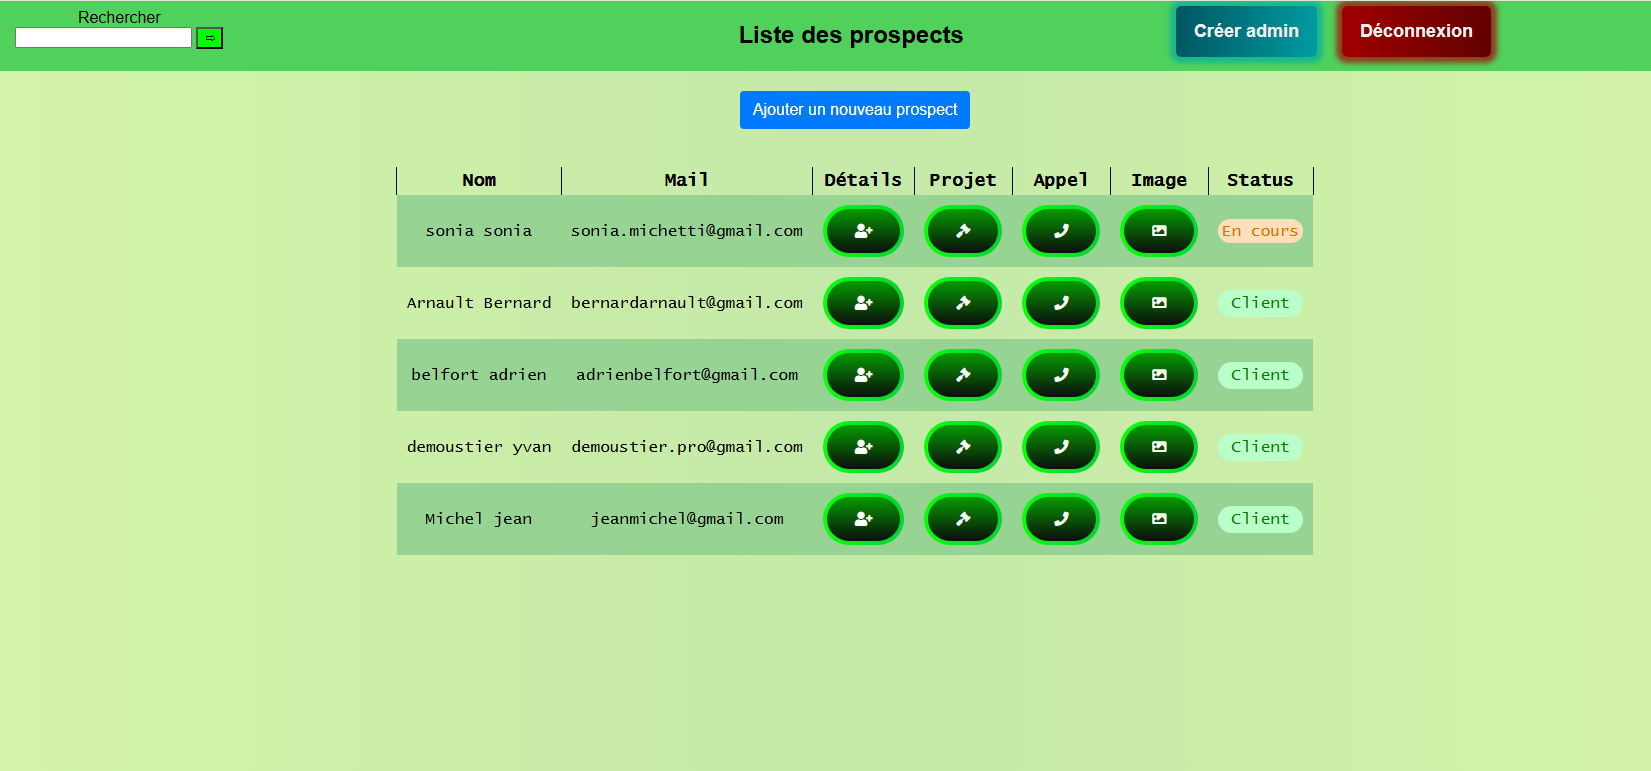 Rechercher
⇨
Liste des prospects
Créer admin
Déconnexion
Ajouter un nouveau prospect
Nom Mail Détails Projet Appel Image Status
sonia sonia sonia.michetti@gmail.com En cours
Arnault Bernard bernardarnault@gmail.com Client
belfort adrien adrienbelfort@gmail.com Client
demoustier yvan demoustier.pro@gmail.com Client
Michel jean jeanmichel@gmail.com Client